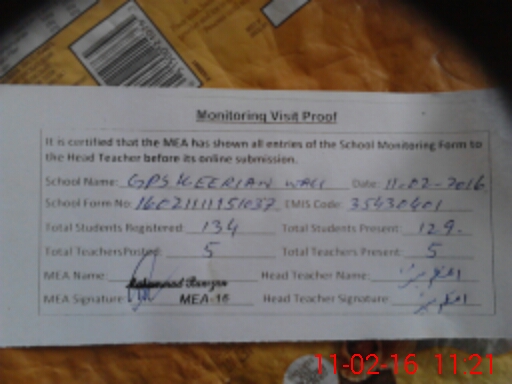 Monitoring Visit Proof
It is certified that the MEA has shown all entries of the School Monitoring Form to
the Head Teacher before its online submission.
School Name: GPS KEERIAN WALI Date: 11-02-2016
School Form No: EMIS Code: 35430401
Total Students Registered: 134 Total Students Present: 129.
Total Teachers Posted: 5 Total Teachers Present: 5
MEA Name: Head Teacher Name:
MEA Signature: MEA-16 Head Teacher Signature:
11-02-16 11:21